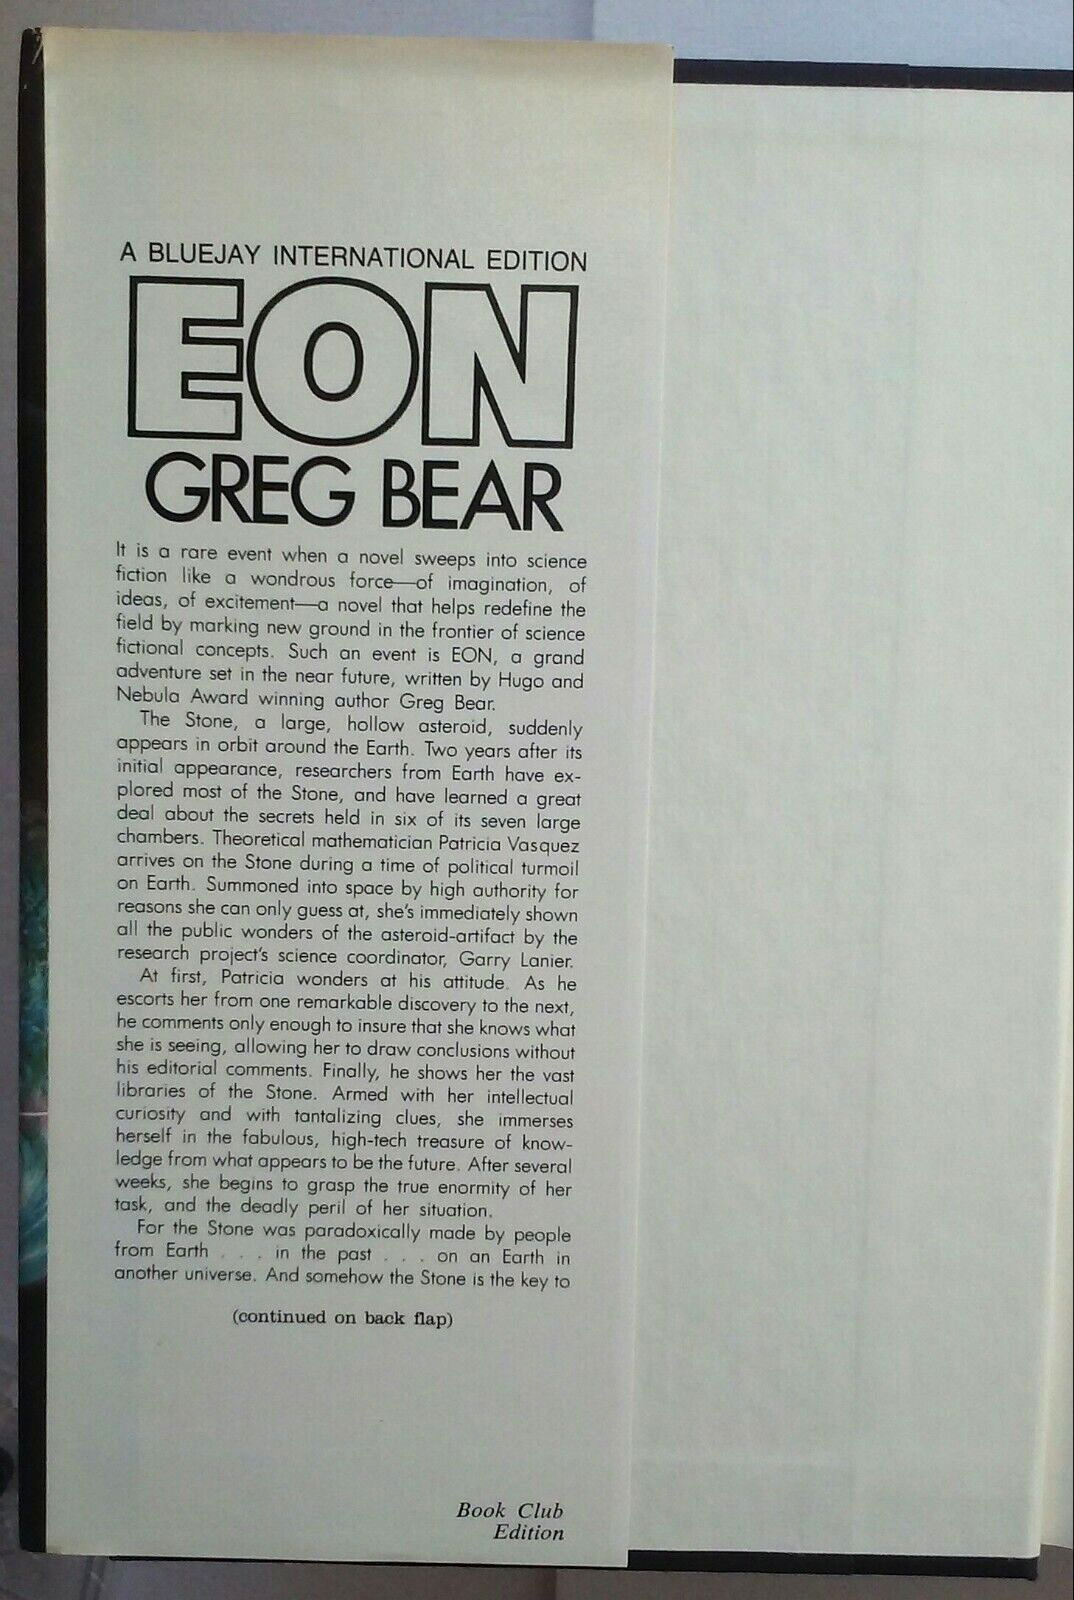 A BLUEJAY INTERNATIONAL EDITION
EON
GREG BEAR
It is a rare event when a novel sweeps into science
fiction like a wondrous force—of imagination, of
ideas, of excitement—a novel that helps redefine the
field by marking new ground in the frontier of science
fictional concepts. Such an event is EON, a grand
adventure set in the near future, written by Hugo and
Nebula Award winning author Greg Bear.
The Stone, a large, hollow asteroid, suddenly
appears in orbit around the Earth. Two years after its
initial appearance, researchers from Earth have ex-
plored most of the Stone, and have learned a great
deal about the secrets held in six of its seven large
chambers. Theoretical mathematician Patricia Vasquez
arrives on the Stone during a time of political turmoil
on Earth. Summoned into space by high authority for
reasons she can only guess at, she's immediately shown
all the public wonders of the asteroid-artifact by the
research project's science coordinator, Garry Lanier.
At first, Patricia wonders at his attitude. As he
escorts her from one remarkable discovery to the next,
he comments only enough to insure that she knows what
she is seeing, allowing her to draw conclusions without
his editorial comments. Finally, he shows her the vast
libraries of the Stone. Armed with her intellectual
curiosity and with tantalizing clues, she immerses
herself in the fabulous, high-tech treasure of know-
ledge from what appears to be the future. After several
weeks, she begins to grasp the true enormity of her
task, and the deadly peril of her situation.
For the Stone was paradoxically made by people
from Earth . . . in the past . . . on an Earth in
another universe. And somehow the Stone is the key to
(continued on back flap)
Book Club
Edition